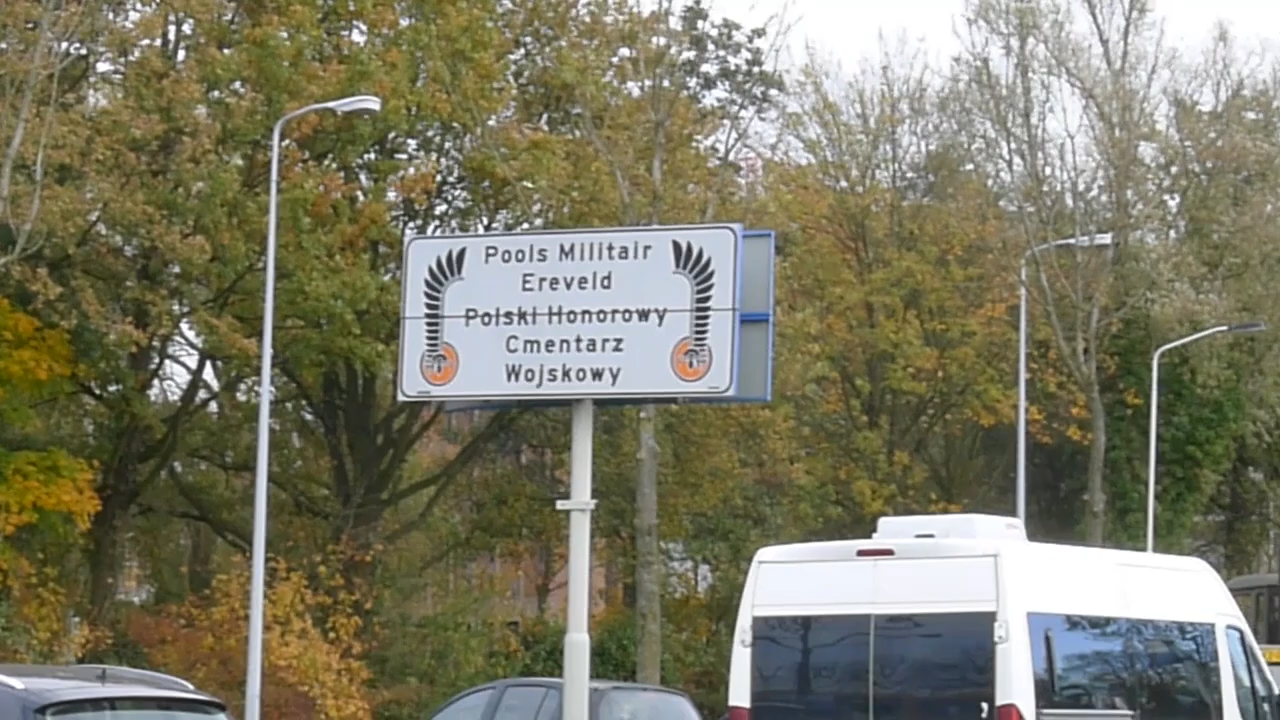 Pools Militair
Ereveld
Polski Honorowy
Cmentarz
Wojskowy